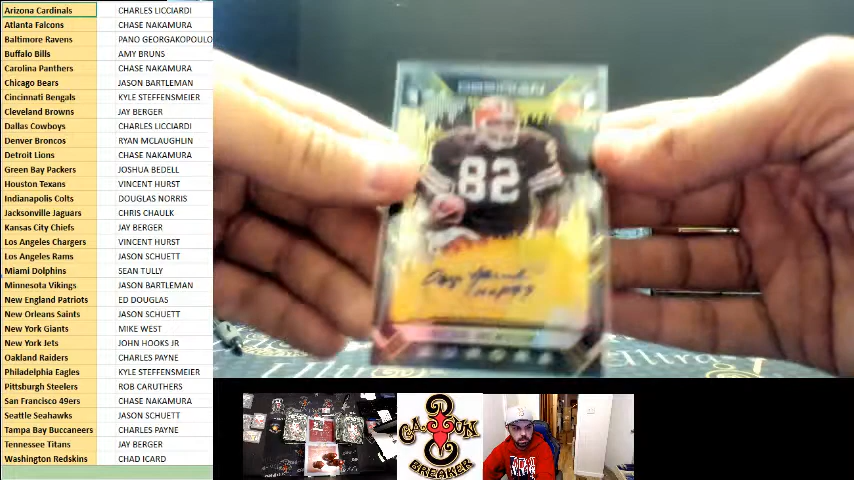 Arizona Cardinals CHARLES LICCIARDI
Atlanta Falcons CHASE NAKAMURA
Baltimore Ravens PANO GEORGAKOPOULO
Buffalo Bills AMY BRUNS
Carolina Panthers CHASE NAKAMURA
Chicago Bears JASON BARTLEMAN
Cincinnati Bengals KYLE STEFFENSMEIER
Cleveland Browns JAY BERGER
Dallas Cowboys CHARLES LICCIARDI
Denver Broncos RYAN MCLAUGHLIN
Detroit Lions CHASE NAKAMURA
Green Bay Packers JOSHUA BEDELL
Houston Texans VINCENT HURST
Indianapolis Colts DOUGLAS NORRIS
Jacksonville Jaguars CHRIS CHAULK
Kansas City Chiefs JAY BERGER
Los Angeles Chargers VINCENT HURST
Los Angeles Rams JASON SCHUETT
Miami Dolphins SEAN TULLY
Minnesota Vikings JASON BARTLEMAN
New England Patriots ED DOUGLAS
New Orleans Saints JASON SCHUETT
New York Giants MIKE WEST
New York Jets JOHN HOOKS JR
Oakland Raiders CHARLES PAYNE
Philadelphia Eagles KYLE STEFFENSMEIER
Pittsburgh Steelers ROB CARUTHERS
San Francisco 49ers CHASE NAKAMURA
Seattle Seahawks JASON SCHUETT
Tampa Bay Buccaneers CHARLES PAYNE
Tennessee Titans JAY BERGER
Washington Redskins CHAD ICARD
OBSIDIAN
82
CAJUN
BREAKER